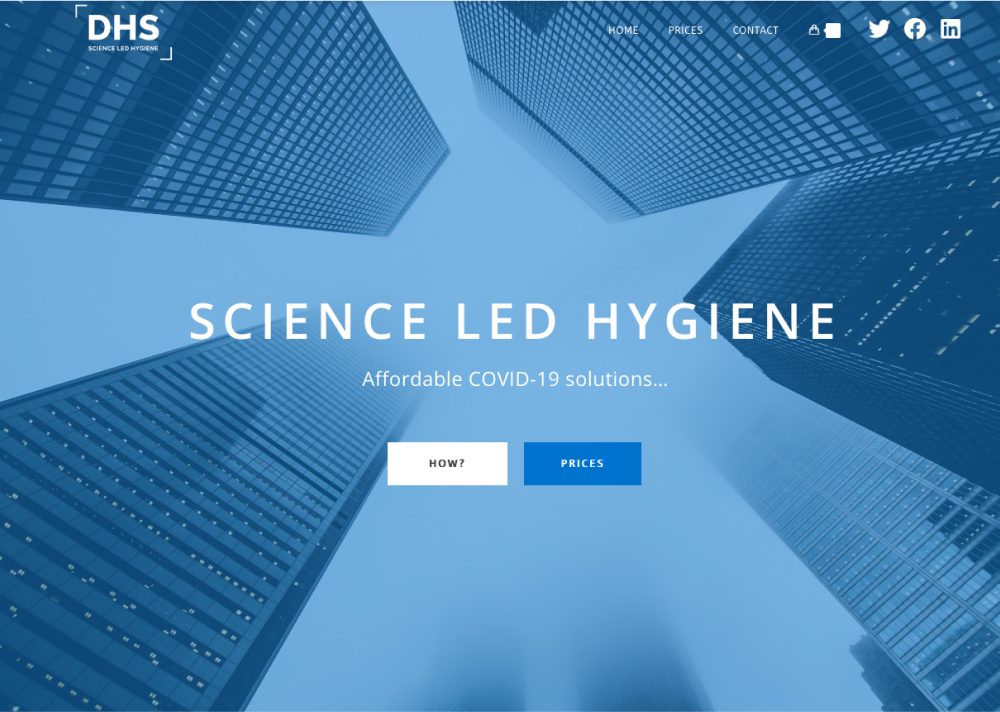 DHS
SCIENCE LED HYGIENE
HOME PRICES CONTACT
SCIENCE LED HYGIENE
Affordable COVID-19 solutions...
HOW? PRICES